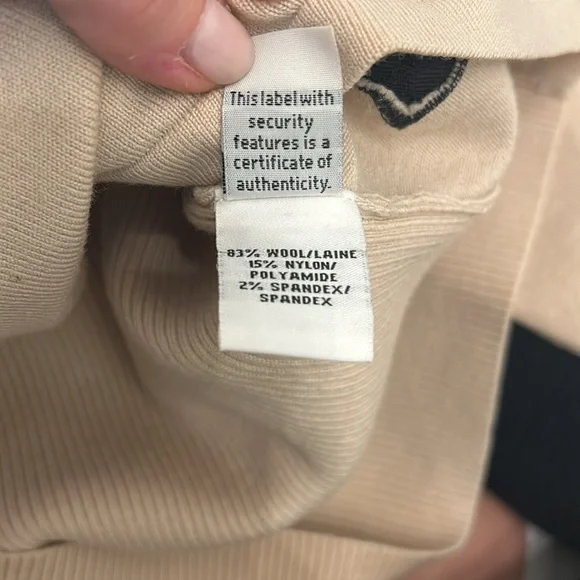 This label with
security
features is a
certificate of
authenticity.
83% WOOL/LAINE
15% NYLON/
POLYAMIDE
2% SPANDEX/
SPANDEX